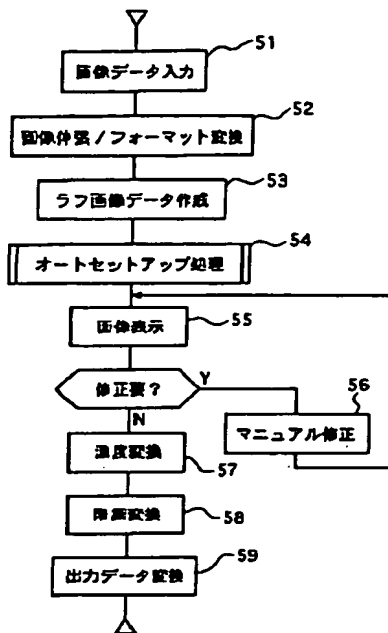 51
画像データ入力
52
画像伸張/フォーマット変換
53
ラフ画像データ作成
54
オートセットアップ処理
55
画像表示
修正要?
Y
56
マニュアル修正
N
濃度変換
57
階調変換
58
出力データ変換
59